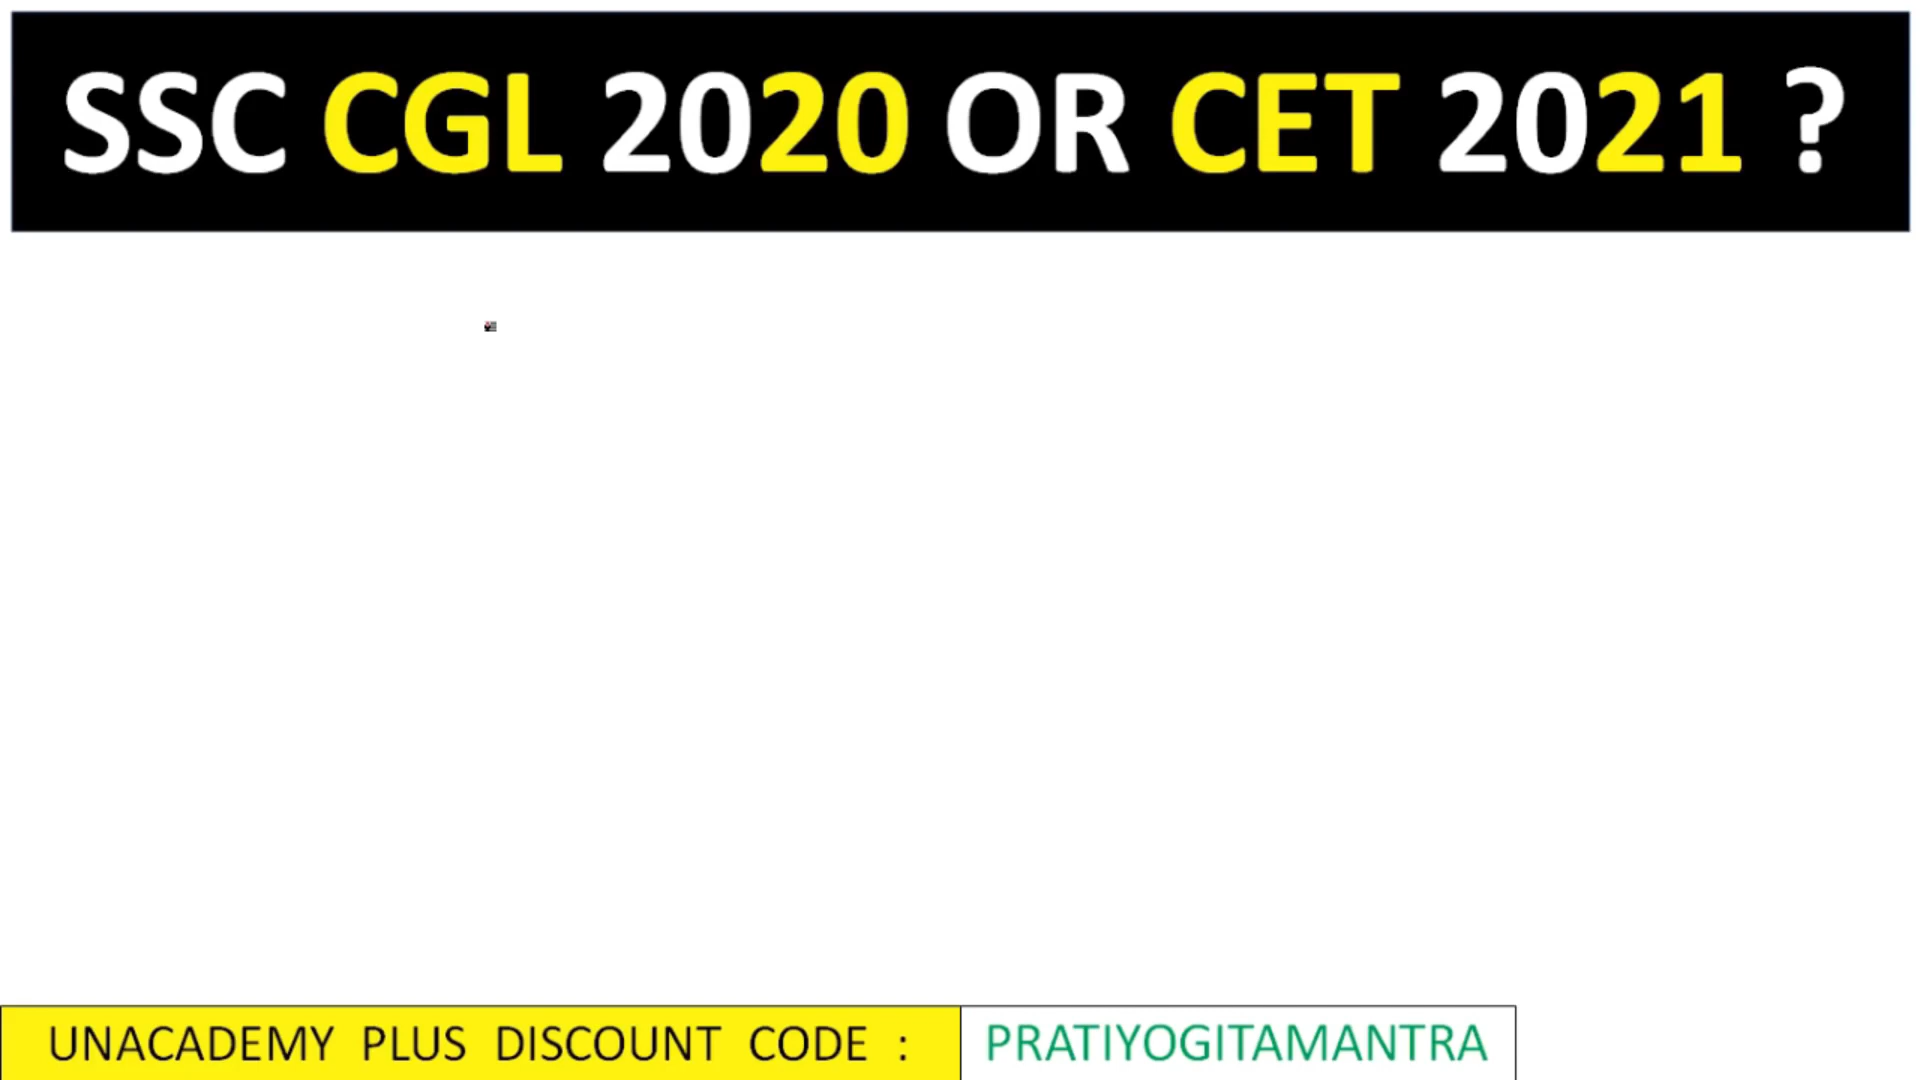 SSC CGL 2020 OR CET 2021 ?
UNACADEMY PLUS DISCOUNT CODE : PRATIYOGITAMANTRA